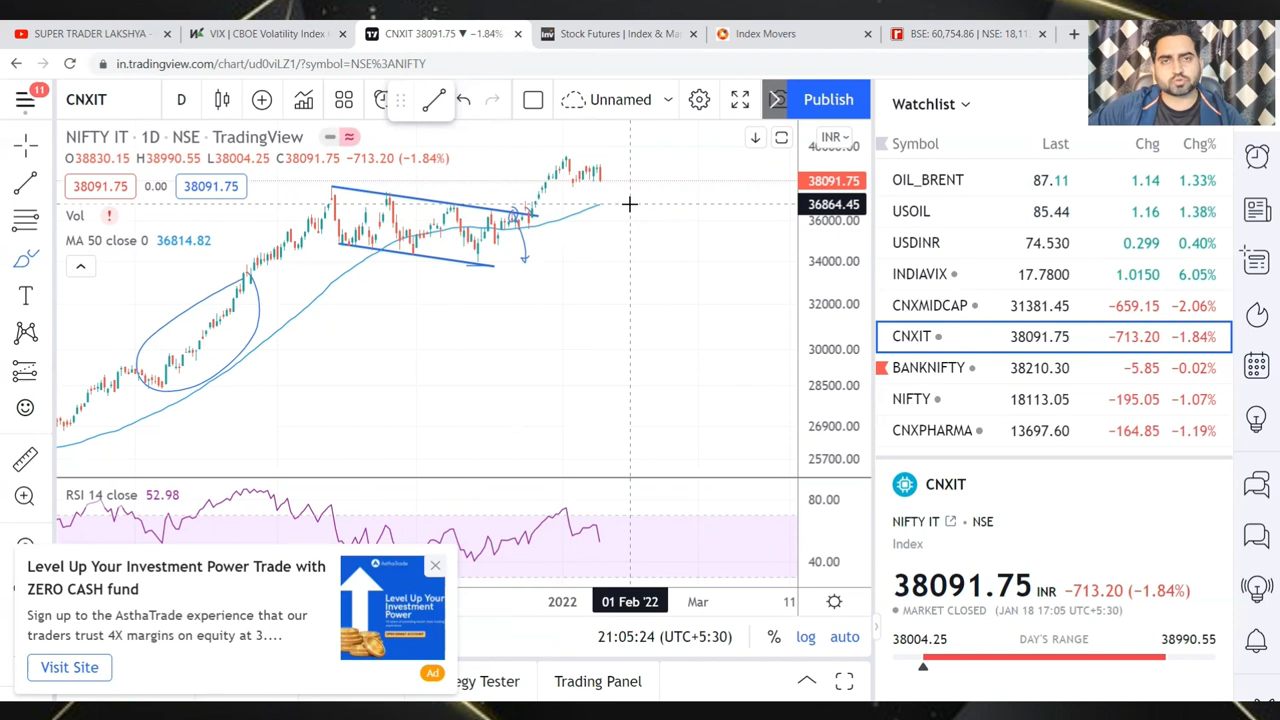 SUPER TRADER LAKSHYA -
VIX | CBOE Volatility Index
CNXIT 38091.75 ▼ −1.84%
Stock Futures | Index & Ma
Index Movers
BSE: 60,754.86 | NSE: 18,11
in.tradingview.com/chart/ud0viLZ1/?symbol=NSE%3ANIFTY
11
CNXIT
D
Unnamed
Publish
NIFTY IT · 1D · NSE · TradingView
O38830.15 H38990.55 L38004.25 C38091.75 −713.20 (−1.84%)
38091.75
0.00
38091.75
Vol
MA 50 close 0 36814.82
INR
38091.75
36864.45
36000.00
34000.00
32000.00
30000.00
28500.00
26900.00
25700.00
RSI 14 close 52.98
80.00
40.00
2022
01 Feb '22
Mar
11
21:05:24 (UTC+5:30)
%
log
auto
egy Tester
Trading Panel
Level Up Your Investment Power Trade with
ZERO CASH fund
Sign up to the AsthaTrade experience that our
traders trust 4X margins on equity at 3....
Visit Site
AsthaTrade
Level Up Your
Investment
Power
Ad
Watchlist
Symbol Last Chg Chg%
OIL_BRENT 87.11 1.14 1.33%
USOIL 85.44 1.16 1.38%
USDINR 74.530 0.299 0.40%
INDIAVIX 17.7800 1.0150 6.05%
CNXMIDCAP 31381.45 −659.15 −2.06%
CNXIT 38091.75 −713.20 −1.84%
BANKNIFTY 38210.30 −5.85 −0.02%
NIFTY 18113.05 −195.05 −1.07%
CNXPHARMA 13697.60 −164.85 −1.19%
CNXIT
NIFTY IT · NSE
Index
38091.75 INR −713.20 (−1.84%)
MARKET CLOSED (JAN 18 17:05 UTC+5:30)
38004.25 DAY'S RANGE 38990.55